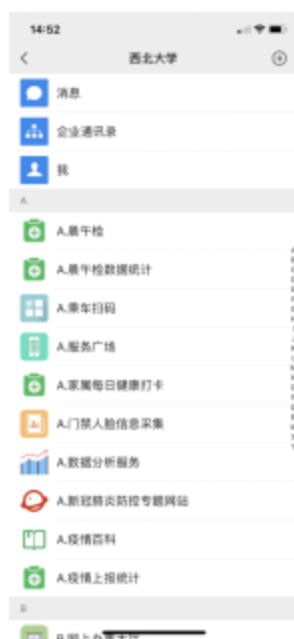 14:52
西北大学
消息
企业通讯录
我
A
A.晨午检
A.晨午检数据统计
A.乘车扫码
A.服务广场
A.家属每日健康打卡
A.门禁人脸信息采集
A.数据分析服务
A.新冠肺炎防控专题网站
A.疫情百科
A.疫情上报统计
B